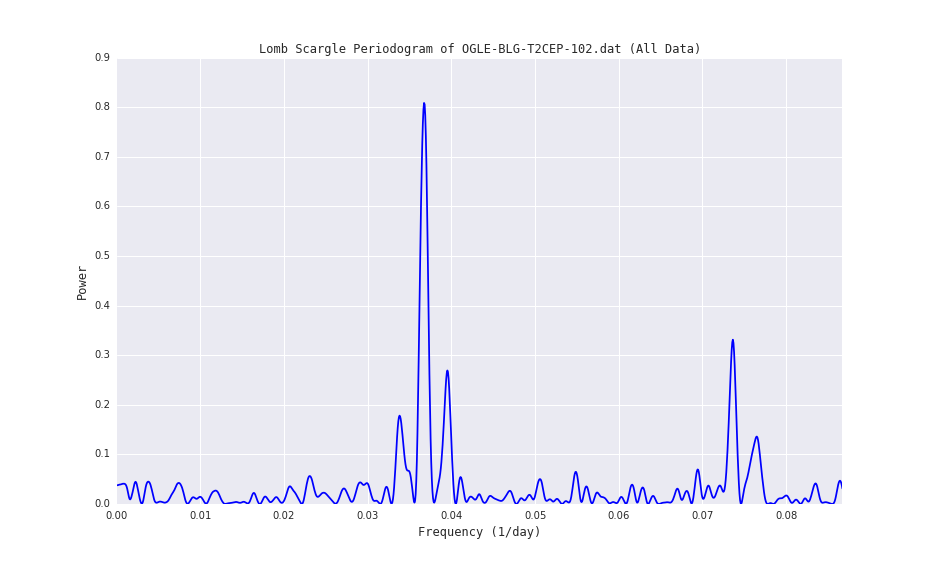 Lomb Scargle Periodogram of OGLE-BLG-T2CEP-102.dat (All Data)
0.9
0.8
0.7
0.6
0.5
0.4
0.3
0.2
0.1
0.0
Power
0.00 0.01 0.02 0.03 0.04 0.05 0.06 0.07 0.08
Frequency (1/day)